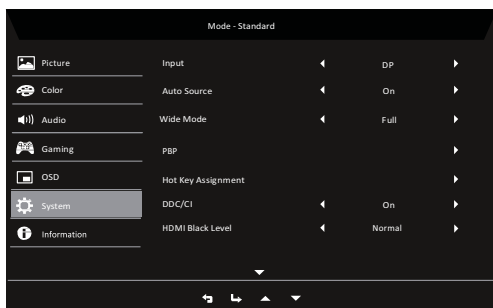 Mode - Standard
Picture
Input DP
Color
Auto Source On
Audio
Wide Mode Full
Gaming
PBP
OSD
Hot Key Assignment
System
DDC/CI On
Information
HDMI Black Level Normal